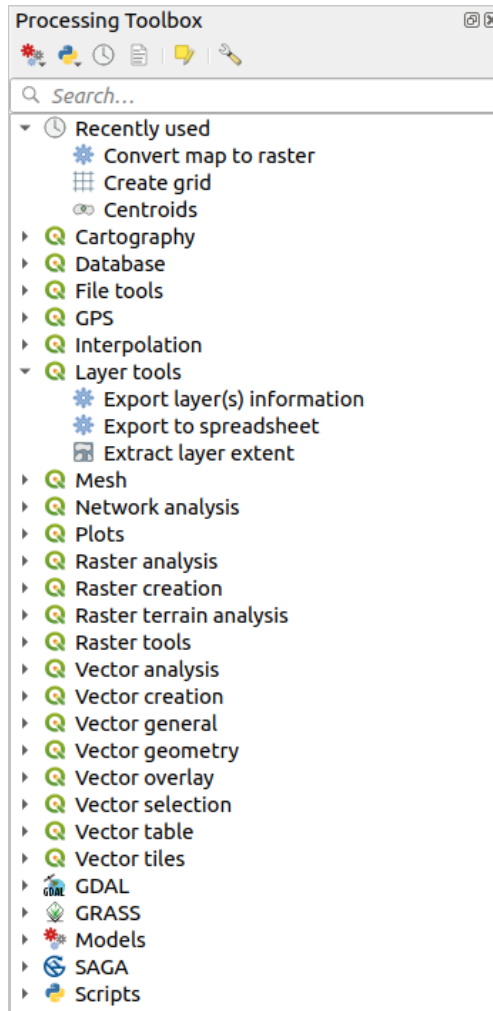 Processing Toolbox
Search...
Recently used
Convert map to raster
Create grid
Centroids
Cartography
Database
File tools
GPS
Interpolation
Layer tools
Export layer(s) information
Export to spreadsheet
Extract layer extent
Mesh
Network analysis
Plots
Raster analysis
Raster creation
Raster terrain analysis
Raster tools
Vector analysis
Vector creation
Vector general
Vector geometry
Vector overlay
Vector selection
Vector table
Vector tiles
GDAL GDAL
GRASS
Models
SAGA
Scripts